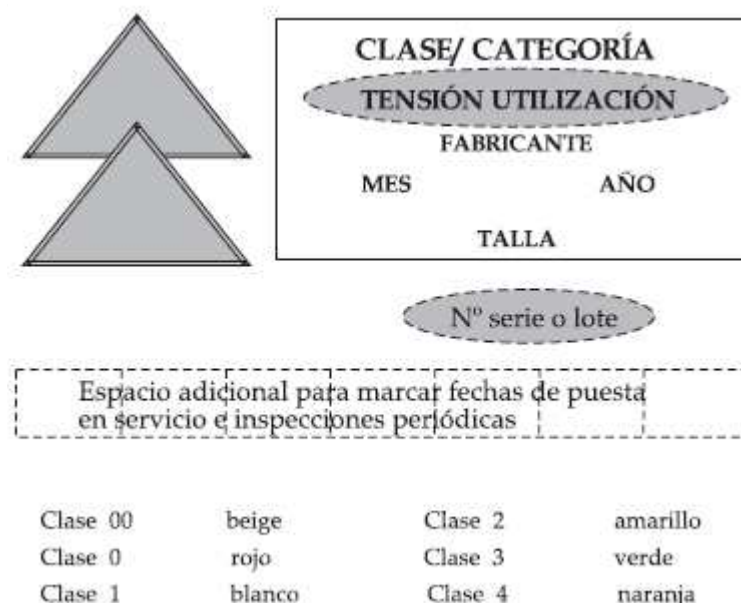 CLASE/ CATEGORÍA
TENSIÓN UTILIZACIÓN
FABRICANTE
MES AÑO
TALLA
Nº serie o lote
Espacio adicional para marcar fechas de puesta
en servicio e inspecciones periódicas
Clase 00 beige Clase 2 amarillo
Clase 0 rojo Clase 3 verde
Clase 1 blanco Clase 4 naranja